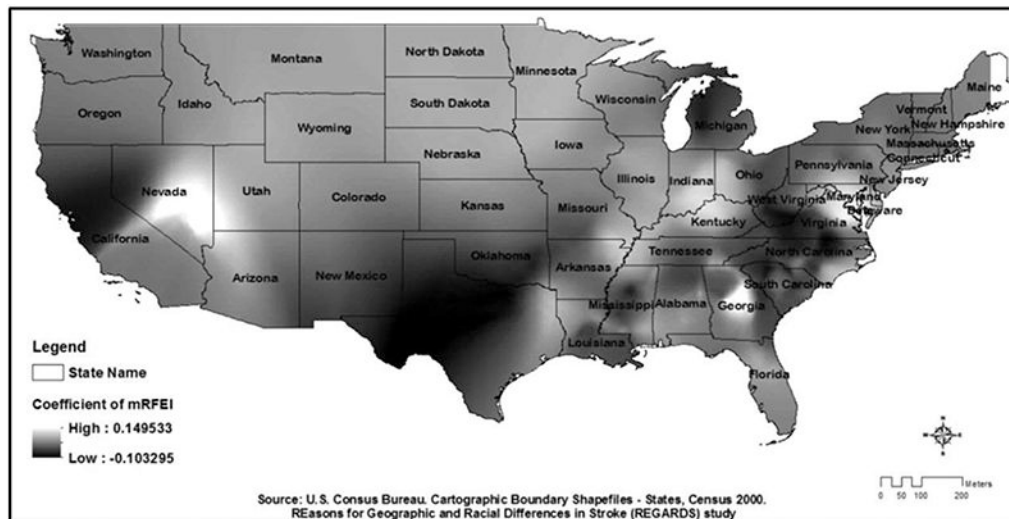 Washington
Montana
North Dakota
Minnesota
Maine
Oregon
Idaho
South Dakota
Wisconsin
Vermont
New York
New Hampshire
Wyoming
Michigan
Massachusetts
Connecticut
Nebraska
Iowa
Pennsylvania
Nevada
Utah
Colorado
Illinois
Indiana
Ohio
New Jersey
Maryland
Delaware
West Virginia
Kansas
Missouri
Kentucky
Virginia
California
Arizona
New Mexico
Oklahoma
Arkansas
Tennessee
North Carolina
South Carolina
Mississippi
Alabama
Georgia
Louisiana
Florida
Legend
State Name
Coefficient of mRFEI
High : 0.149533
Low : -0.103295
N
W
E
S
Meters
0 50 100 200
Source: U.S. Consus Bureau. Cartographic Boundary Shapefiles - States, Census 2000.
REasons for Geographic and Racial Differences in Stroke (REGARDS) study